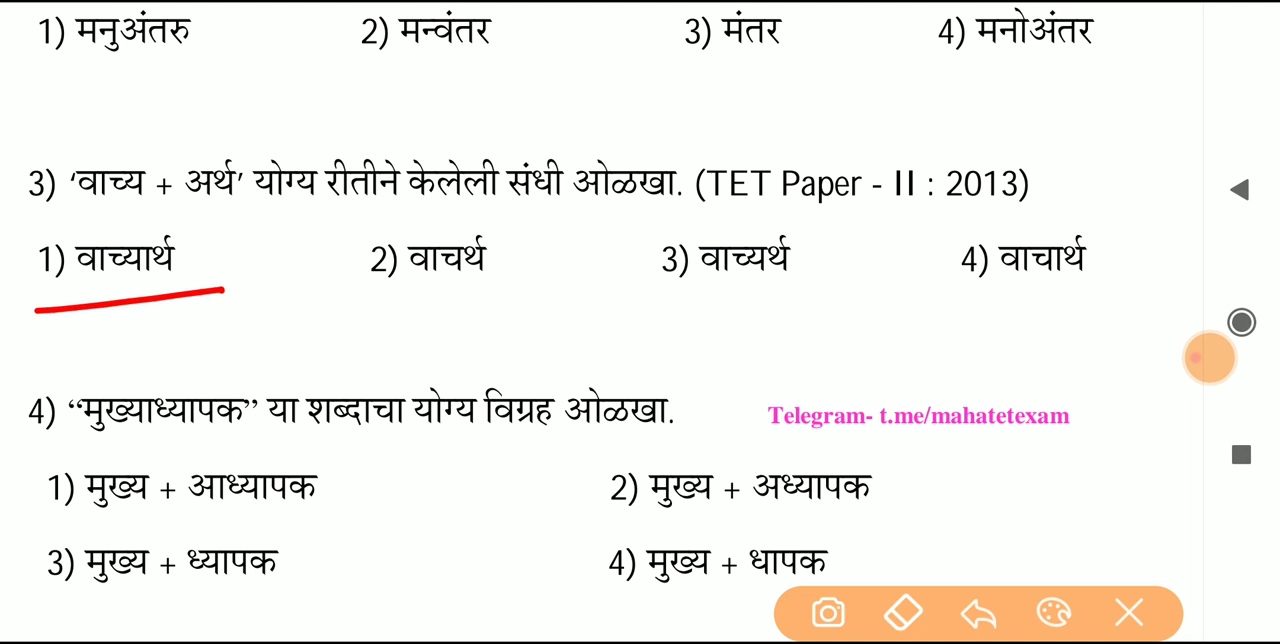 1) मनुअंतरु 2) मन्वंतर 3) मंतर 4) मनोअंतर
3) ‘वाच्य + अर्थ’ योग्य रीतीने केलेली संधी ओळखा. (TET Paper - II : 2013)
1) वाच्यार्थ 2) वाचर्थ 3) वाच्यर्थ 4) वाचार्थ
4) “मुख्याध्यापक” या शब्दाचा योग्य विग्रह ओळखा. Telegram- t.me/mahatetexam
1) मुख्य + आध्यापक 2) मुख्य + अध्यापक
3) मुख्य + ध्यापक 4) मुख्य + धापक